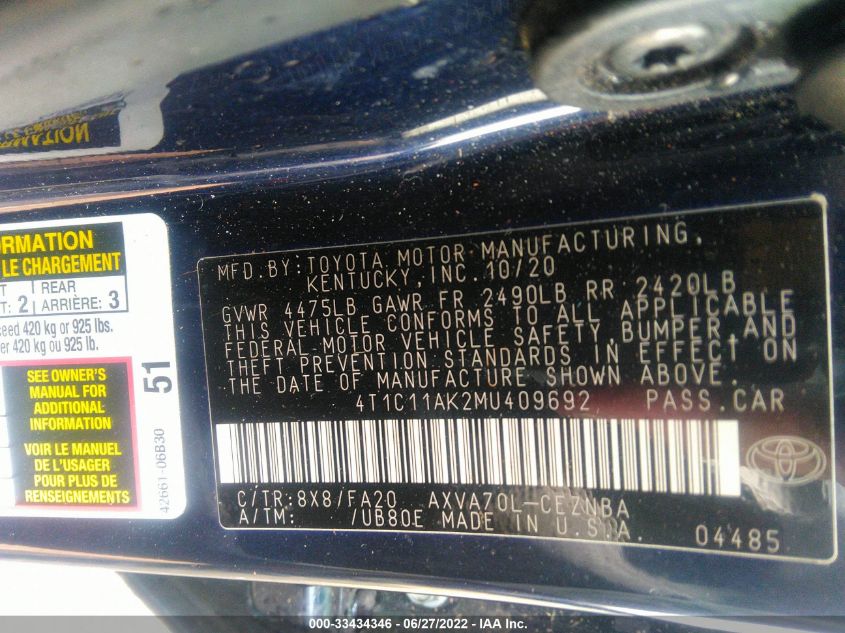 ORMATION
LE CHARGEMENT
REAR
2 ARRIÈRE: 3
ceed 420 kg or 925 lbs.
er 420 kg ou 925 lb.
SEE OWNER'S
MANUAL FOR
ADDITIONAL
INFORMATION
VOIR LE MANUEL
DE L'USAGER
POUR PLUS DE
RENSEIGNEMENTS
51
42661-06B30
MFD. BY: TOYOTA MOTOR MANUFACTURING,
KENTUCKY, INC. 10/20
GVWR 4475LB GAWR FR 2490LB RR 2420LB
THIS VEHICLE CONFORMS TO ALL APPLICABLE
FEDERAL MOTOR VEHICLE SAFETY, BUMPER, AND
THEFT PREVENTION STANDARDS IN EFFECT ON
THE DATE OF MANUFACTURE SHOWN ABOVE.
4T1C11AK2MU409692 PASS.CAR
C/TR: 8X8/FA20 AXVA70L-CEZNBA
A/TM: /UB80E MADE IN U.S.A.
04485
TOYOTA
000-33434346 - 06/27/2022 - IAA Inc.